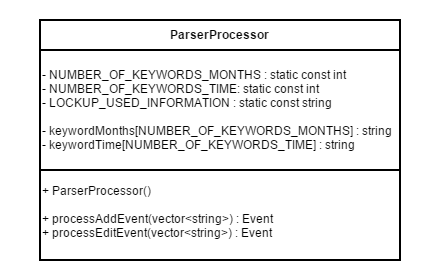 ParserProcessor
- NUMBER_OF_KEYWORDS_MONTHS : static const int
- NUMBER_OF_KEYWORDS_TIME: static const int
- LOCKUP_USED_INFORMATION : static const string
- keywordMonths[NUMBER_OF_KEYWORDS_MONTHS] : string
- keywordTime[NUMBER_OF_KEYWORDS_TIME] : string
+ ParserProcessor()
+ processAddEvent(vector<string>) : Event
+ processEditEvent(vector<string>) : Event